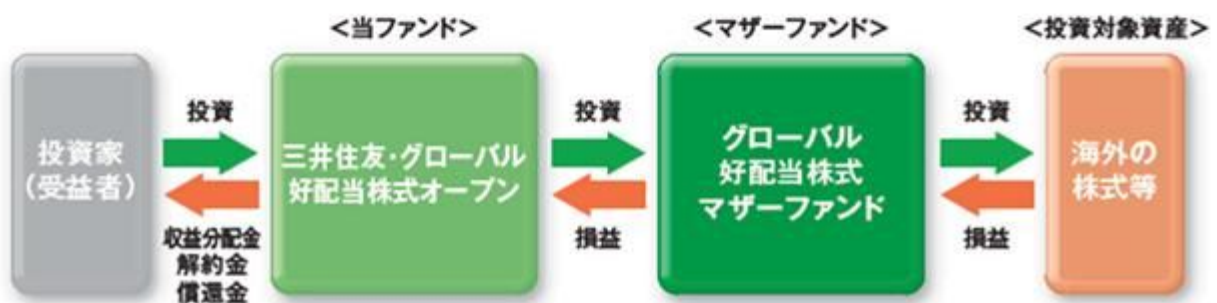 <当ファンド>
<マザーファンド>
<投資対象資産>
投資家
(受益者)
投資
収益分配金
解約金
償還金
三井住友・グローバル
好配当株式オープン
投資
損益
グローバル
好配当株式
マザーファンド
投資
損益
海外の
株式等